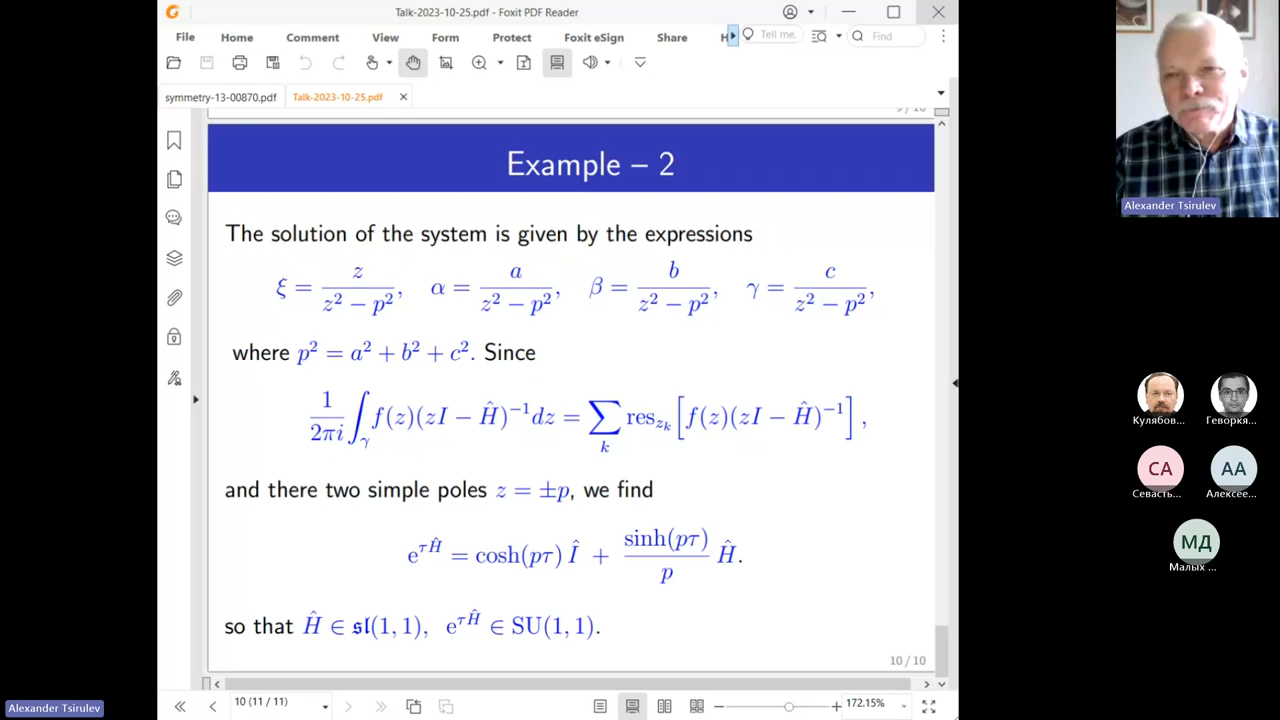 Talk-2023-10-25.pdf - Foxit PDF Reader
File Home Comment View Form Protect Foxit eSign Share H Tell me. Find
symmetry-13-00870.pdf Talk-2023-10-25.pdf
Example – 2
The solution of the system is given by the expressions
ξ = z/(z² − p²), α = a/(z² − p²), β = b/(z² − p²), γ = c/(z² − p²),
where p² = a² + b² + c². Since
1/(2πi) ∫_γ f(z)(zI − Ĥ)⁻¹dz = ∑_k res_{z_k} [f(z)(zI − Ĥ)⁻¹],
and there two simple poles z = ±p, we find
e^{τĤ} = cosh(pτ) Î + sinh(pτ)/p Ĥ.
so that Ĥ ∈ 𝔰𝔩(1, 1), e^{τĤ} ∈ SU(1, 1).
10 / 10
10 (11 / 11)
172.15%
Alexander Tsirulev
Alexander Tsirulev
Кулябов...
Геворкя...
СА
Севасть...
АА
Алексее...
МД
Малых ...